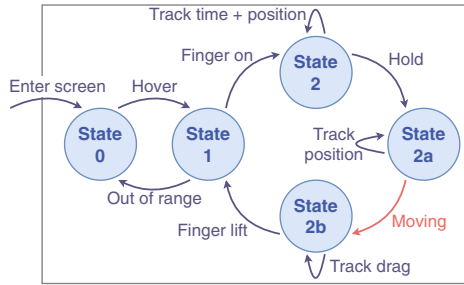 Track time + position
Finger on
State
2
Hold
Enter screen
Hover
State
0
State
1
Track
position
State
2a
Out of range
Finger lift
State
2b
Moving
Track drag